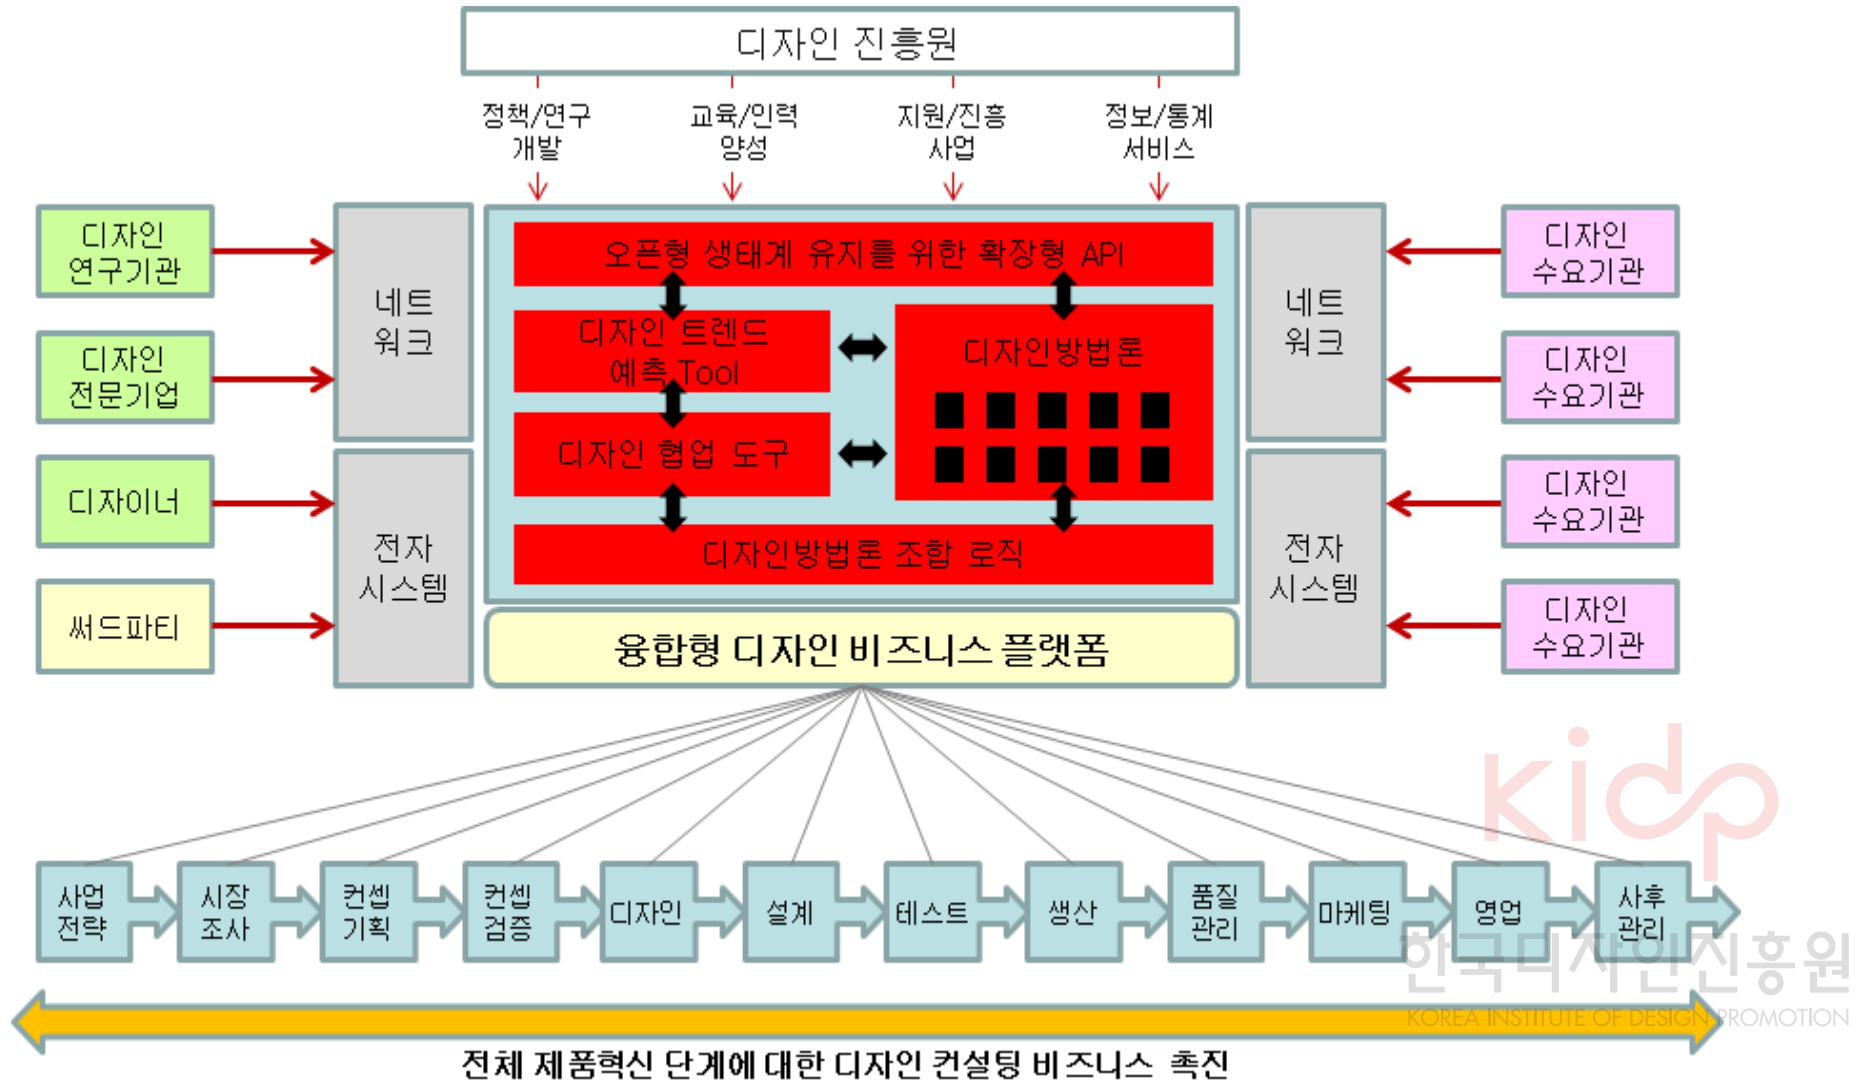 디자인 진흥원
정책/연구
개발
교육/인력
양성
지원/진흥
사업
정보/통계
서비스
디자인
연구기관
디자인
전문기업
디자이너
써드파티
네트
워크
전자
시스템
오픈형 생태계 유지를 위한 확장형 API
디자인 트렌드
예측 Tool
디자인방법론
디자인 협업 도구
디자인방법론 조합 로직
융합형 디자인 비즈니스 플랫폼
네트
워크
전자
시스템
디자인
수요기관
디자인
수요기관
디자인
수요기관
디자인
수요기관
사업
전략
시장
조사
컨셉
기획
컨셉
검증
디자인
설계
테스트
생산
품질
관리
마케팅
영업
사후
관리
전체 제품혁신 단계에 대한 디자인 컨설팅 비즈니스 촉진
kidp
한국디자인진흥원
KOREA INSTITUTE OF DESIGN PROMOTION